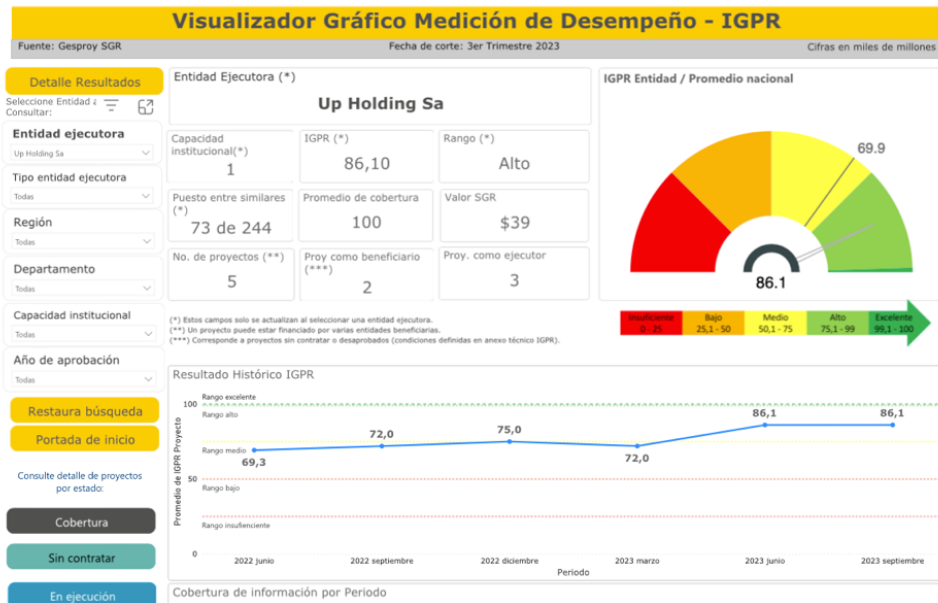 Visualizador Gráfico Medición de Desempeño - IGPR
Fuente: Gesproy SGR
Fecha de corte: 3er Trimestre 2023
Cifras en miles de millones
Detalle Resultados
Seleccione Entidad a
Consultar:
Entidad ejecutora
Up Holding Sa
Tipo entidad ejecutora
Todas
Región
Todas
Departamento
Todas
Capacidad institucional
Todas
Año de aprobación
Todas
Restaura búsqueda
Portada de inicio
Consulte detalle de proyectos
por estado:
Cobertura
Sin contratar
En ejecución
Entidad Ejecutora (*)
Up Holding Sa
Capacidad
institucional(*)
1
IGPR (*)
86,10
Rango (*)
Alto
Puesto entre similares
(*)
73 de 244
Promedio de cobertura
100
Valor SGR
$39
No. de proyectos (**)
5
Proy como beneficiario
(***)
2
Proy. como ejecutor
3
(*) Estos campos solo se actualizan al seleccionar una entidad ejecutora.
(**) Un proyecto puede estar financiado por varias entidades beneficiarias.
(***) Corresponde a proyectos sin contratar o desaprobados (condiciones definidas en anexo técnico IGPR).
IGPR Entidad / Promedio nacional
69.9
86.1
Insuficiente
0 - 25
Bajo
25,1 - 50
Medio
50,1 - 75
Alto
75,1 - 99
Excelente
99,1 - 100
Resultado Histórico IGPR
Promedio de IGPR Proyecto
100
50
0
Rango excelente
Rango alto
Rango medio
Rango bajo
Rango insufienciente
69,3
72,0
75,0
72,0
86,1
86,1
2022 junio
2022 septiembre
2022 diciembre
2023 marzo
2023 junio
2023 septiembre
Periodo
Cobertura de información por Periodo